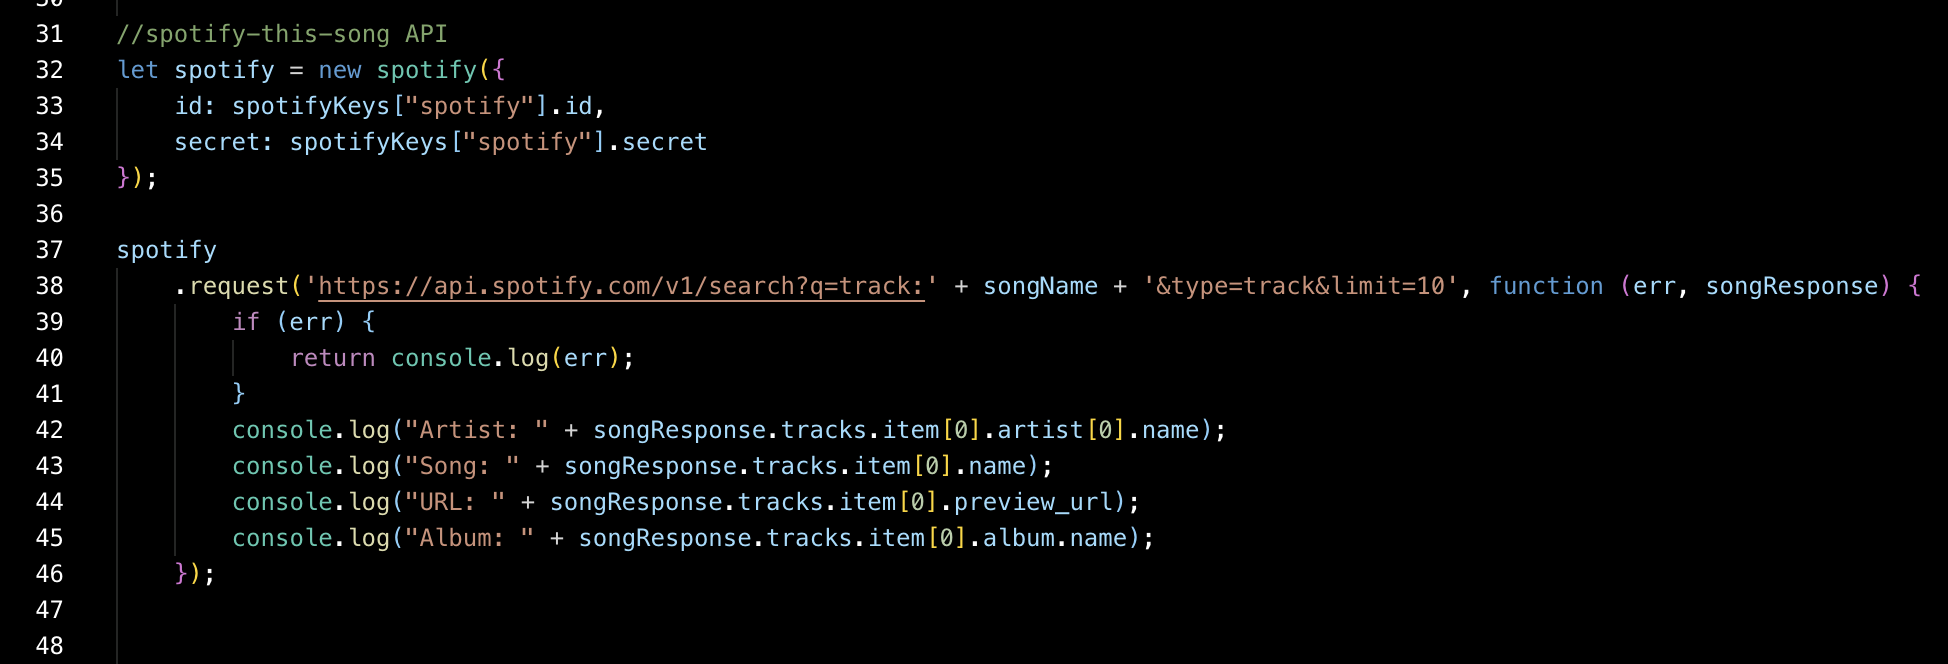 30
31 //spotify-this-song API
32 let spotify = new spotify({
33 id: spotifyKeys["spotify"].id,
34 secret: spotifyKeys["spotify"].secret
35 });
36
37 spotify
38 .request('https://api.spotify.com/v1/search?q=track:' + songName + '&type=track&limit=10', function (err, songResponse) {
39 if (err) {
40 return console.log(err);
41 }
42 console.log("Artist: " + songResponse.tracks.item[0].artist[0].name);
43 console.log("Song: " + songResponse.tracks.item[0].name);
44 console.log("URL: " + songResponse.tracks.item[0].preview_url);
45 console.log("Album: " + songResponse.tracks.item[0].album.name);
46 });
47
48